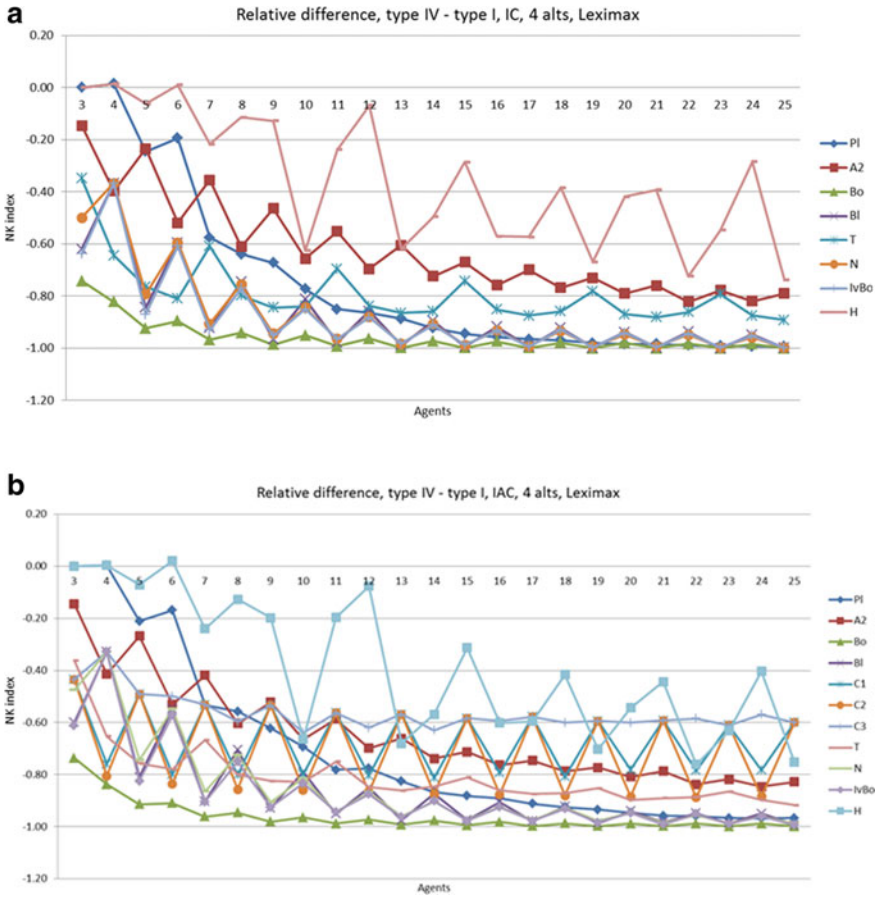 a
Relative difference, type IV - type I, IC, 4 alts, Leximax
0.20
0.00
-0.20
-0.40
-0.60
-0.80
-1.00
-1.20
NK index
3 4 5 6 7 8 9 10 11 12 13 14 15 16 17 18 19 20 21 22 23 24 25
Agents
Pl
A2
Bo
Bl
T
N
IvBo
H
b
Relative difference, type IV - type I, IAC, 4 alts, Leximax
0.20
0.00
-0.20
-0.40
-0.60
-0.80
-1.00
-1.20
NK index
3 4 5 6 7 8 9 10 11 12 13 14 15 16 17 18 19 20 21 22 23 24 25
Agents
Pl
A2
Bo
Bl
C1
C2
C3
T
N
IvBo
H